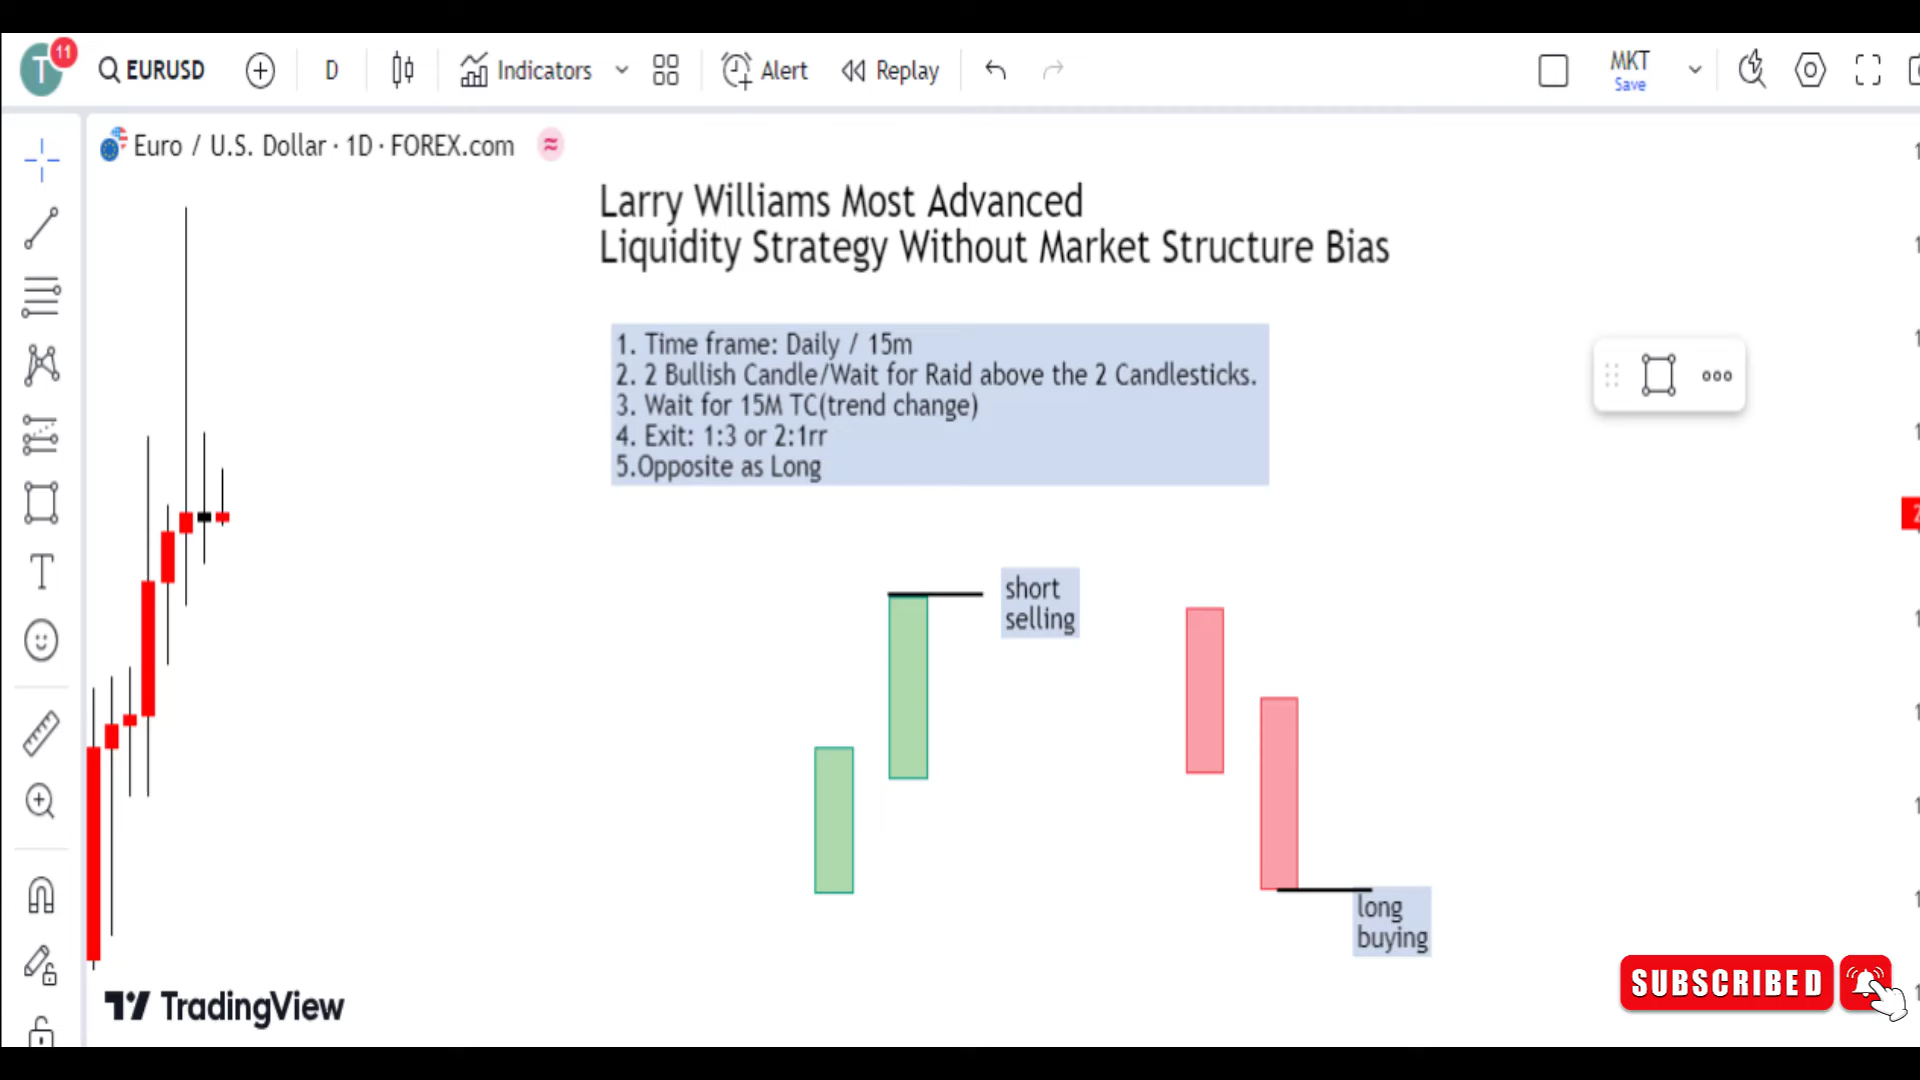 T
11
EURUSD
D
Indicators
Alert
Replay
MKT
Save
Euro / U.S. Dollar · 1D · FOREX.com
Larry Williams Most Advanced
Liquidity Strategy Without Market Structure Bias
1. Time frame: Daily / 15m
2. 2 Bullish Candle/Wait for Raid above the 2 Candlesticks.
3. Wait for 15M TC(trend change)
4. Exit: 1:3 or 2:1rr
5.Opposite as Long
short
selling
long
buying
TradingView
SUBSCRIBED